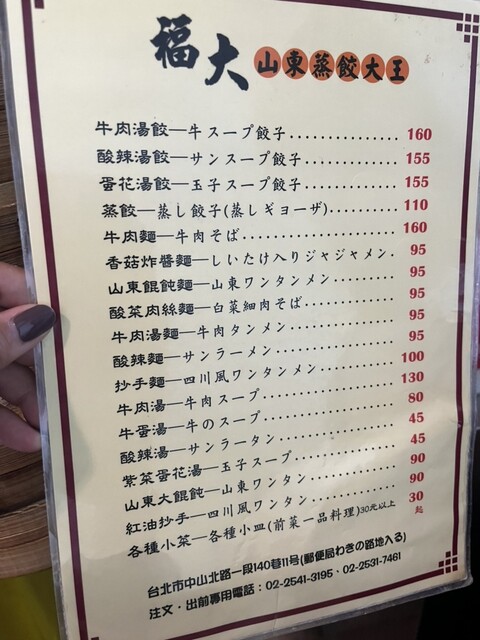 福大 山東蒸餃大王
牛肉湯餃—牛スープ餃子............... 160
酸辣湯餃—サンスープ餃子............. 155
蛋花湯餃—玉子スープ餃子............. 155
蒸餃—蒸し餃子(蒸しギョーザ)......... 110
牛肉麵—牛肉そば..................... 160
香菇炸醬麵—しいたけ入りジャジャメン. 95
山東餛飩麵—山東ワンタンメン......... 95
酸菜肉絲麵—白菜細肉そば............. 95
牛肉湯麵—牛肉タンメン............... 95
酸辣麵—サンラーメン................. 95
抄手麵—四川風ワンタンメン........... 100
牛肉湯—牛肉スープ................... 130
牛蛋湯—牛のスープ................... 80
酸辣湯—サンラータン................. 45
紫菜蛋花湯—玉子スープ............... 45
山東大餛飩—山東ワンタン............. 90
紅油抄手—四川風ワンタン............. 90
各種小菜—各種小皿(前菜一品料理)30元以上 30起
台北市中山北路一段140巷11号(郵便局わきの路地入る)
注文・出前專用電話：02-2541-3195、02-2531-7461